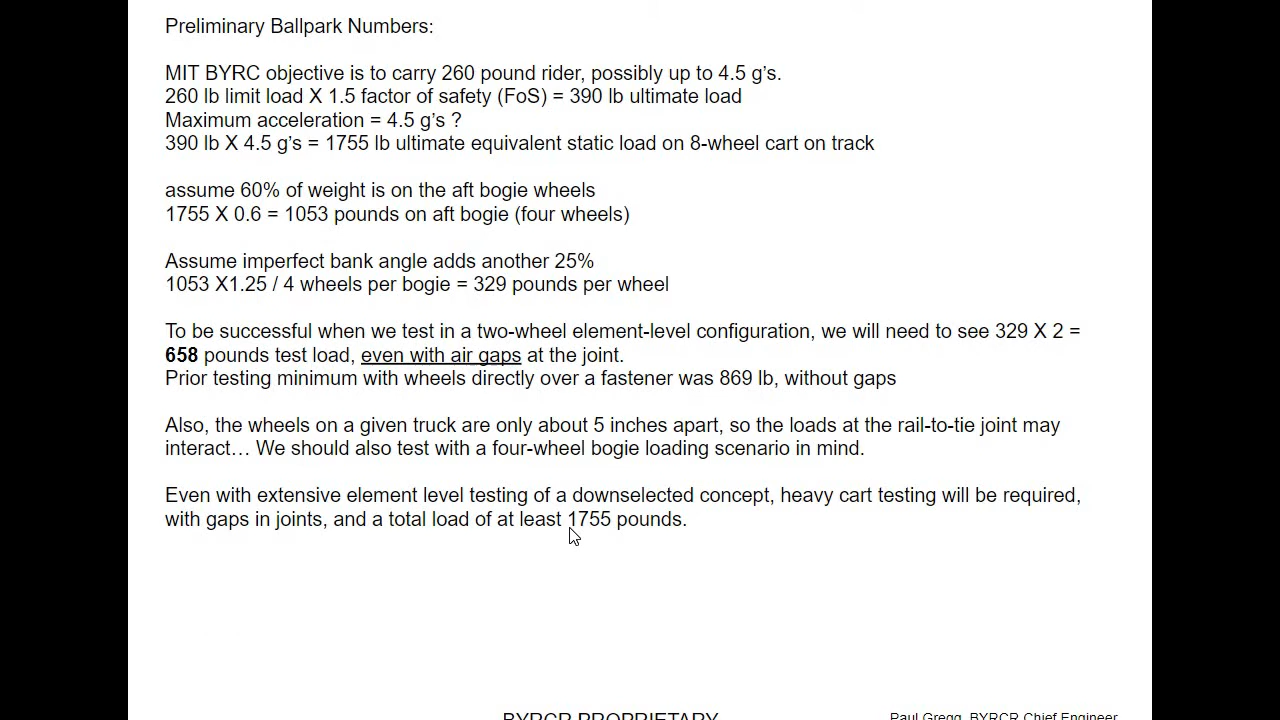 Preliminary Ballpark Numbers:
MIT BYRC objective is to carry 260 pound rider, possibly up to 4.5 g's.
260 lb limit load X 1.5 factor of safety (FoS) = 390 lb ultimate load
Maximum acceleration = 4.5 g's ?
390 lb X 4.5 g's = 1755 lb ultimate equivalent static load on 8-wheel cart on track
assume 60% of weight is on the aft bogie wheels
1755 X 0.6 = 1053 pounds on aft bogie (four wheels)
Assume imperfect bank angle adds another 25%
1053 X1.25 / 4 wheels per bogie = 329 pounds per wheel
To be successful when we test in a two-wheel element-level configuration, we will need to see 329 X 2 =
658 pounds test load, even with air gaps at the joint.
Prior testing minimum with wheels directly over a fastener was 869 lb, without gaps
Also, the wheels on a given truck are only about 5 inches apart, so the loads at the rail-to-tie joint may
interact… We should also test with a four-wheel bogie loading scenario in mind.
Even with extensive element level testing of a downselected concept, heavy cart testing will be required,
with gaps in joints, and a total load of at least 1755 pounds.
BYRCR PROPRIETARY
Paul Gregg, BYRCR Chief Engineer